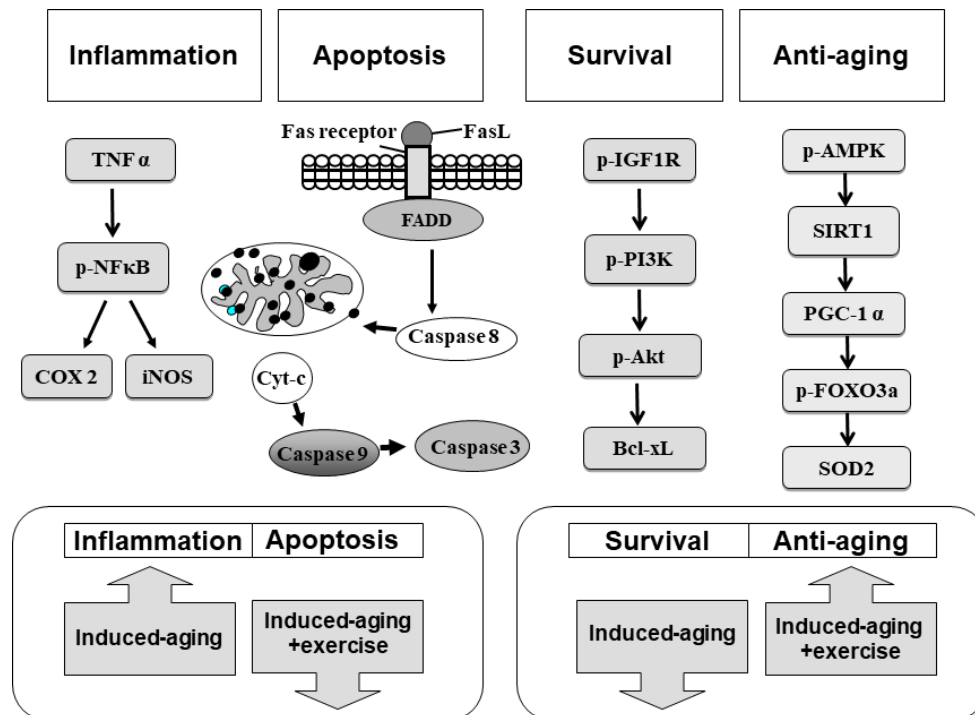 Inflammation
Apoptosis
Survival
Anti-aging
TNF α
p-NFκB
COX 2
iNOS
Fas receptor
FasL
FADD
Caspase 8
Cyt-c
Caspase 9
Caspase 3
p-IGF1R
p-PI3K
p-Akt
Bcl-xL
p-AMPK
SIRT1
PGC-1 α
p-FOXO3a
SOD2
Inflammation
Apoptosis
Induced-aging
Induced-aging
+exercise
Survival
Anti-aging
Induced-aging
Induced-aging
+exercise